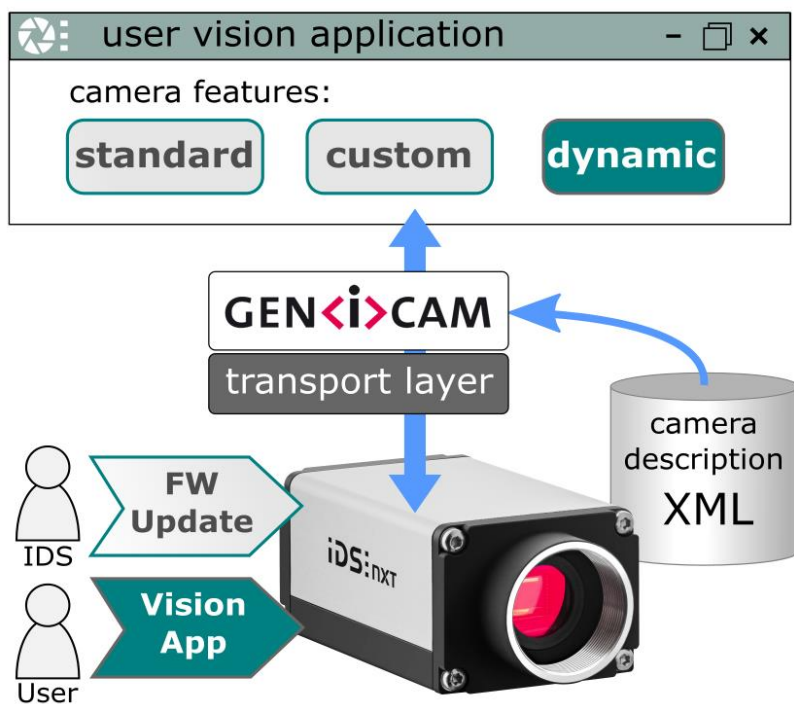 user vision application
camera features:
standard
custom
dynamic
GEN<i>CAM
transport layer
camera
description
XML
FW
Update
IDS
iDS:nxt
Vision
App
User